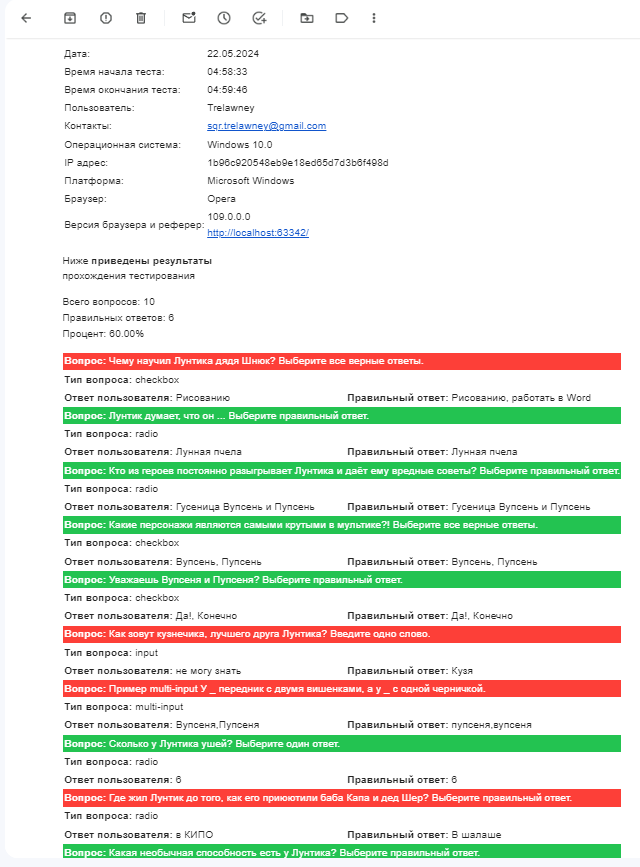 Дата: 22.05.2024
Время начала теста: 04:58:33
Время окончания теста: 04:59:46
Пользователь: Trelawney
Контакты: sqr.trelawney@gmail.com
Операционная система: Windows 10.0
IP адрес: 1b96c920548eb9e18ed65d7d3b6f498d
Платформа: Microsoft Windows
Браузер: Opera
Версия браузера и реферер: 109.0.0.0
http://localhost:63342/
Ниже приведены результаты
прохождения тестирования
Всего вопросов: 10
Правильных ответов: 6
Процент: 60.00%
Вопрос: Чему научил Лунтика дядя Шнюк? Выберите все верные ответы.
Тип вопроса: checkbox
Ответ пользователя: Рисованию Правильный ответ: Рисованию, работать в Word
Вопрос: Лунтик думает, что он ... Выберите правильный ответ.
Тип вопроса: radio
Ответ пользователя: Лунная пчела Правильный ответ: Лунная пчела
Вопрос: Кто из героев постоянно разыгрывает Лунтика и даёт ему вредные советы? Выберите правильный ответ.
Тип вопроса: radio
Ответ пользователя: Гусеница Вупсень и Пупсень Правильный ответ: Гусеница Вупсень и Пупсень
Вопрос: Какие персонажи являются самыми крутыми в мультике?! Выберите все верные ответы.
Тип вопроса: checkbox
Ответ пользователя: Вупсень, Пупсень Правильный ответ: Вупсень, Пупсень
Вопрос: Уважаешь Вупсеня и Пупсеня? Выберите правильный ответ.
Тип вопроса: checkbox
Ответ пользователя: Да!, Конечно Правильный ответ: Да!, Конечно
Вопрос: Как зовут кузнечика, лучшего друга Лунтика? Введите одно слово.
Тип вопроса: input
Ответ пользователя: не могу знать Правильный ответ: Кузя
Вопрос: Пример multi-input У _ передник с двумя вишенками, а у _ с одной черничкой.
Тип вопроса: multi-input
Ответ пользователя: Вупсеня,Пупсеня Правильный ответ: пупсеня,вупсеня
Вопрос: Сколько у Лунтика ушей? Выберите один ответ.
Тип вопроса: radio
Ответ пользователя: 6 Правильный ответ: 6
Вопрос: Где жил Лунтик до того, как его приюютили баба Капа и дед Шер? Выберите правильный ответ.
Тип вопроса: radio
Ответ пользователя: в КИПО Правильный ответ: В шалаше
Вопрос: Какая необычная способность есть у Лунтика? Выберите правильный ответ.